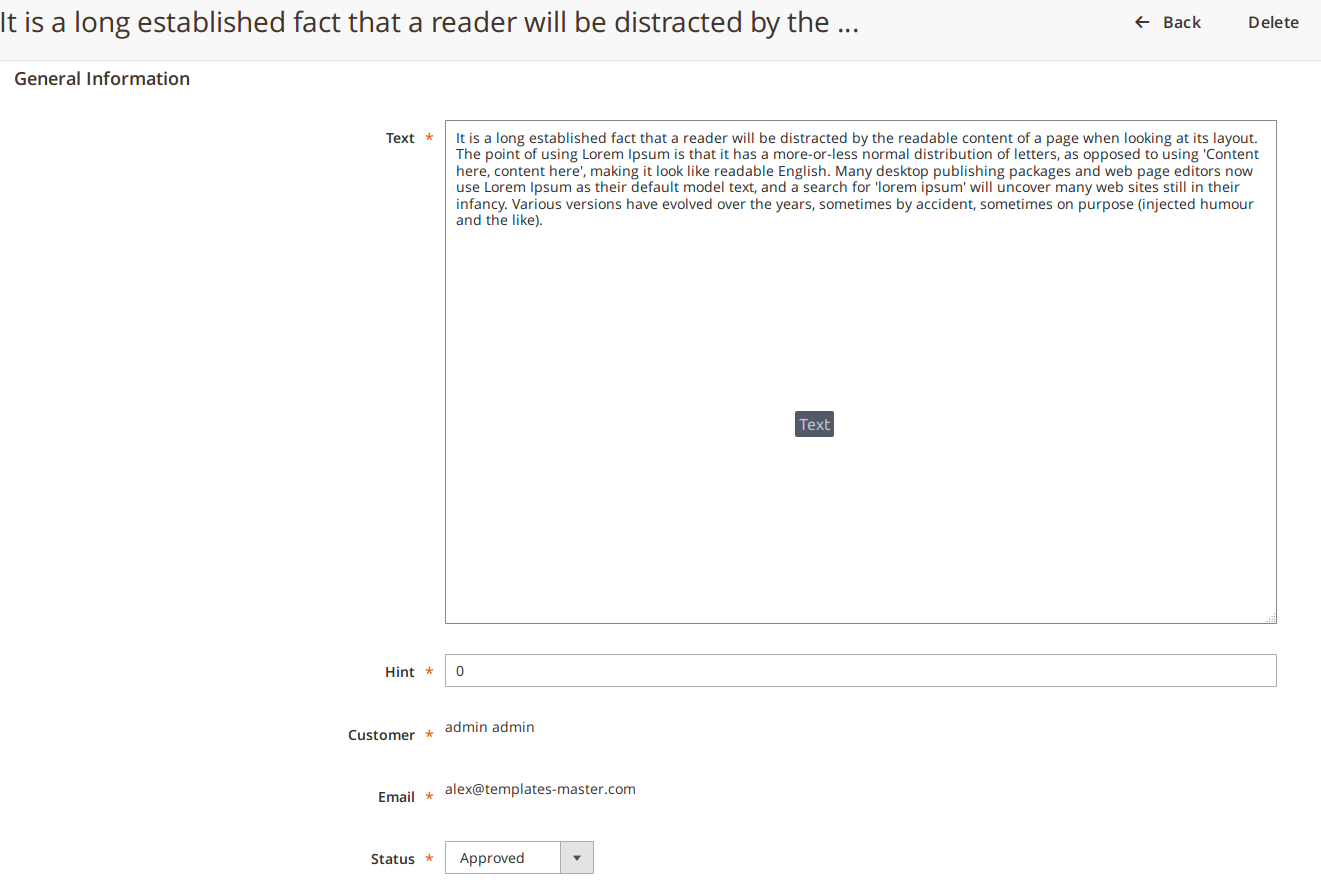 It is a long established fact that a reader will be distracted by the ...
← Back
Delete
General Information
Text *
It is a long established fact that a reader will be distracted by the readable content of a page when looking at its layout.
The point of using Lorem Ipsum is that it has a more-or-less normal distribution of letters, as opposed to using 'Content
here, content here', making it look like readable English. Many desktop publishing packages and web page editors now
use Lorem Ipsum as their default model text, and a search for 'lorem ipsum' will uncover many web sites still in their
infancy. Various versions have evolved over the years, sometimes by accident, sometimes on purpose (injected humour
and the like).
Text
Hint *
0
Customer *
admin admin
Email *
alex@templates-master.com
Status *
Approved